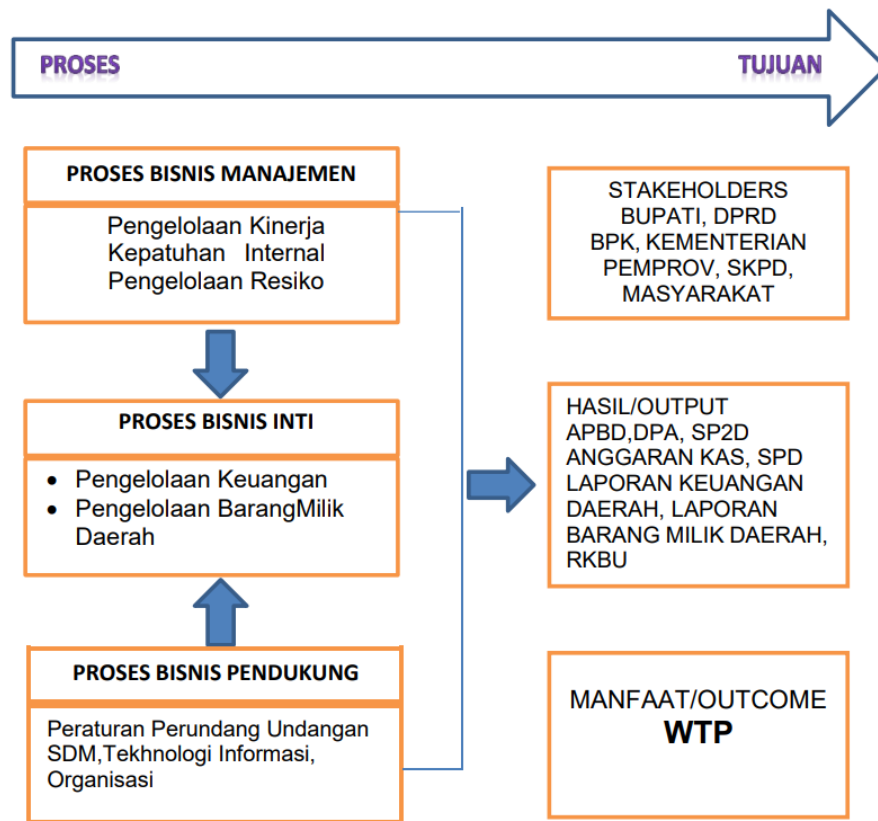 PROSES
TUJUAN
PROSES BISNIS MANAJEMEN
Pengelolaan Kinerja
Kepatuhan Internal
Pengelolaan Resiko
PROSES BISNIS INTI
• Pengelolaan Keuangan
• Pengelolaan BarangMilik
Daerah
PROSES BISNIS PENDUKUNG
Peraturan Perundang Undangan
SDM,Tekhnologi Informasi,
Organisasi
STAKEHOLDERS
BUPATI, DPRD
BPK, KEMENTERIAN
PEMPROV, SKPD,
MASYARAKAT
HASIL/OUTPUT
APBD,DPA, SP2D
ANGGARAN KAS, SPD
LAPORAN KEUANGAN
DAERAH, LAPORAN
BARANG MILIK DAERAH,
RKBU
MANFAAT/OUTCOME
WTP